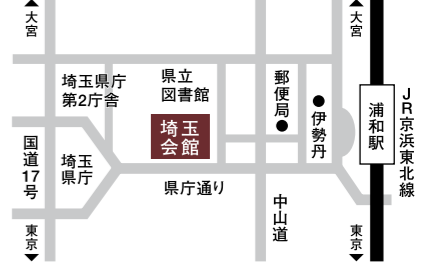 大宮
大宮
埼玉県庁
第2庁舎
県立
図書館
郵便局
伊勢丹
浦和駅
JR京浜東北線
埼玉
会館
国道17号
埼玉
県庁
県庁通り
中山道
東京
東京